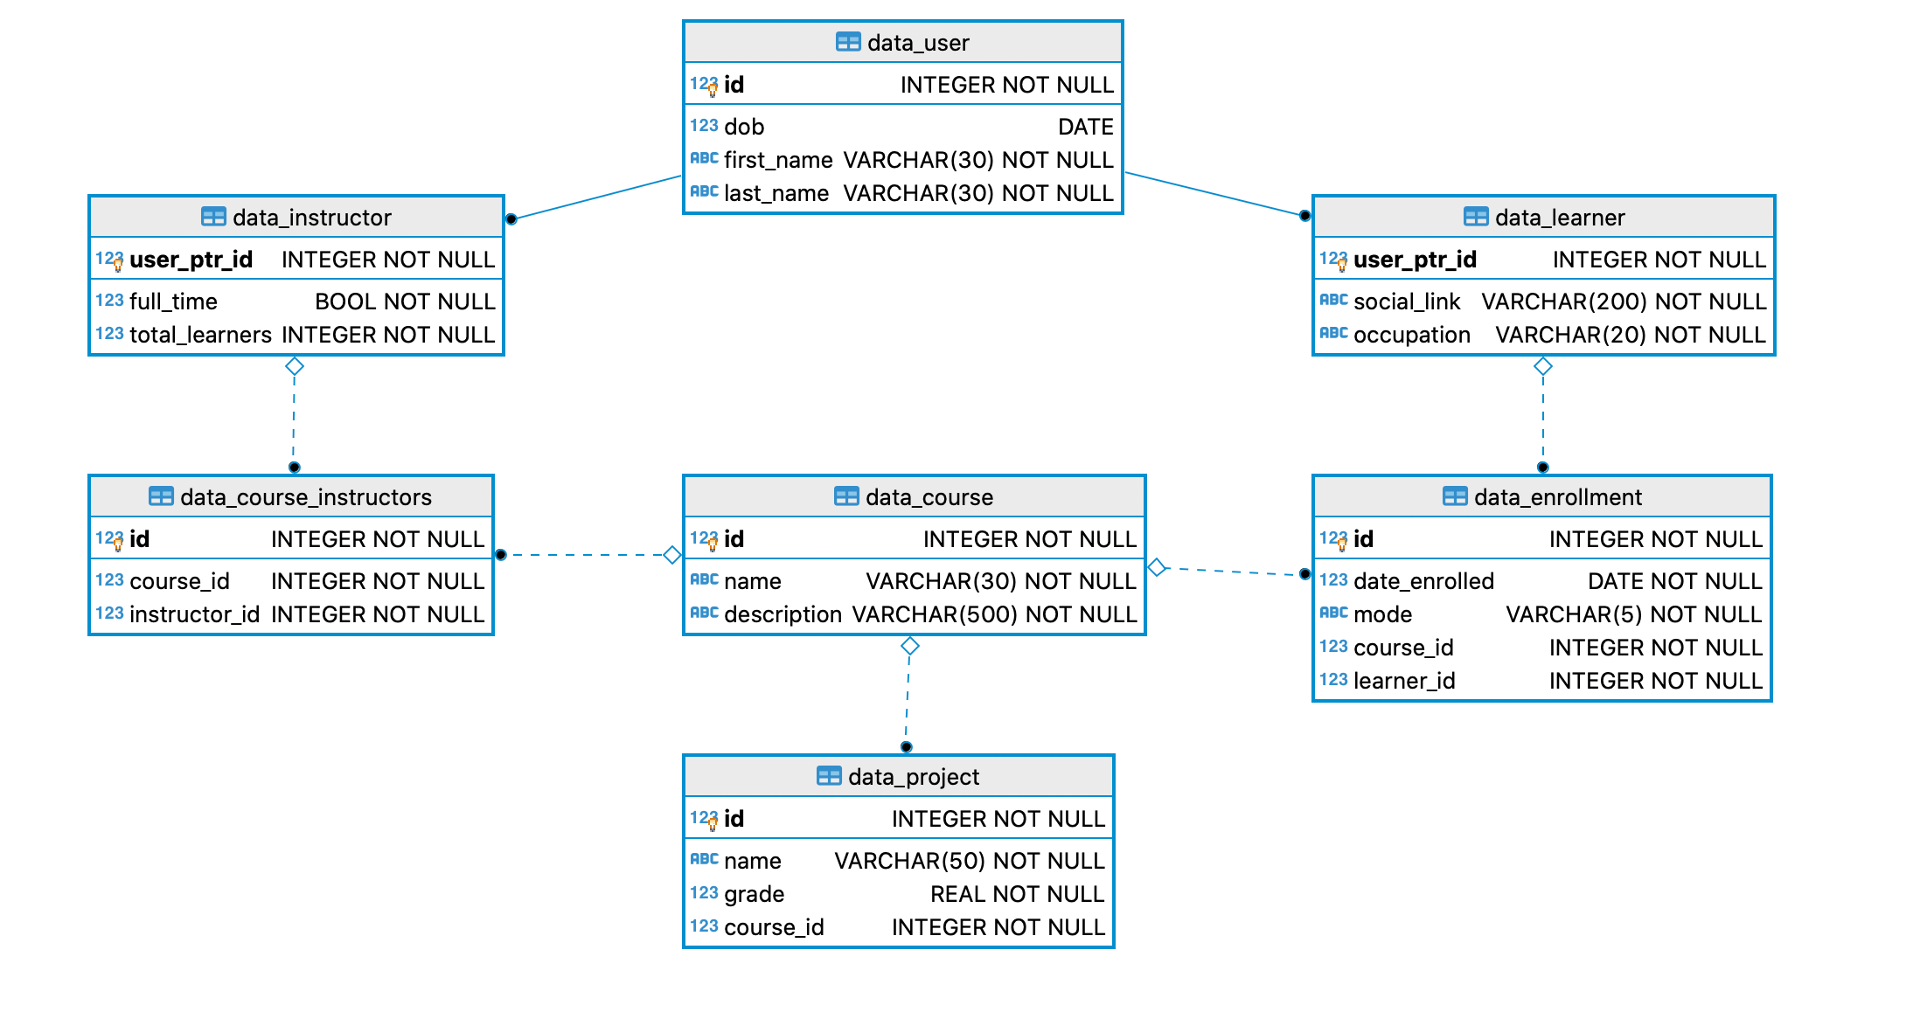 data_user
123 id INTEGER NOT NULL
123 dob DATE
ABC first_name VARCHAR(30) NOT NULL
ABC last_name VARCHAR(30) NOT NULL
data_instructor
123 user_ptr_id INTEGER NOT NULL
123 full_time BOOL NOT NULL
123 total_learners INTEGER NOT NULL
data_learner
123 user_ptr_id INTEGER NOT NULL
ABC social_link VARCHAR(200) NOT NULL
ABC occupation VARCHAR(20) NOT NULL
data_course_instructors
123 id INTEGER NOT NULL
123 course_id INTEGER NOT NULL
123 instructor_id INTEGER NOT NULL
data_course
123 id INTEGER NOT NULL
ABC name VARCHAR(30) NOT NULL
ABC description VARCHAR(500) NOT NULL
data_enrollment
123 id INTEGER NOT NULL
123 date_enrolled DATE NOT NULL
ABC mode VARCHAR(5) NOT NULL
123 course_id INTEGER NOT NULL
123 learner_id INTEGER NOT NULL
data_project
123 id INTEGER NOT NULL
ABC name VARCHAR(50) NOT NULL
123 grade REAL NOT NULL
123 course_id INTEGER NOT NULL